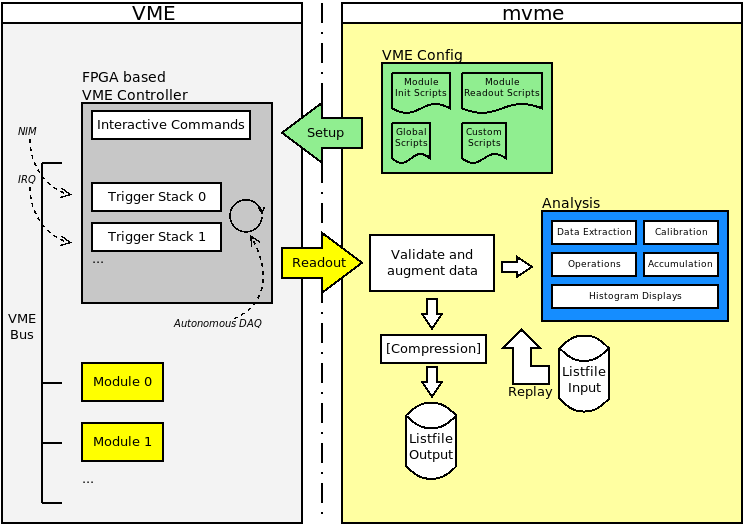 VME
FPGA based
VME Controller
Interactive Commands
NIM
IRQ
Trigger Stack 0
Trigger Stack 1
...
Autonomous DAQ
VME
Bus
Module 0
Module 1
...
Setup
Readout
mvme
VME Config
Module
Init Scripts
Module
Readout Scripts
Global
Scripts
Custom
Scripts
Validate and
augment data
[Compression]
Listfile
Output
Analysis
Data Extraction
Calibration
Operations
Accumulation
Histogram Displays
Replay
Listfile
Input